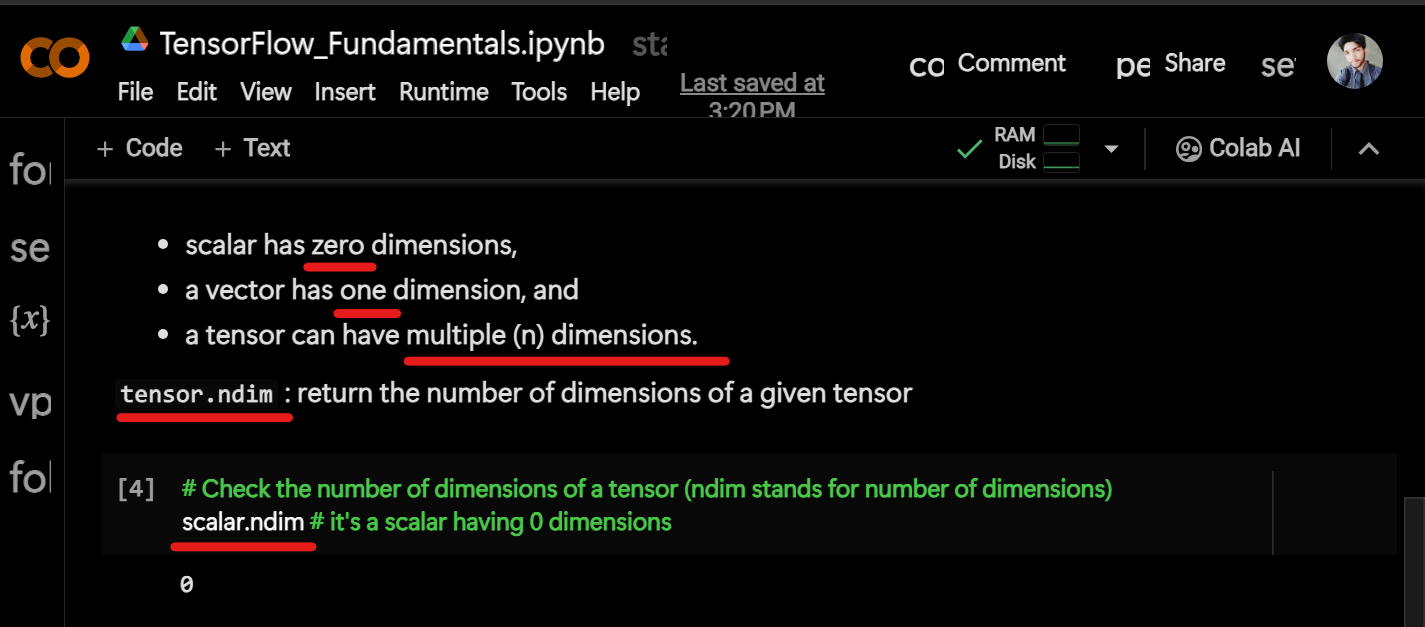 TensorFlow_Fundamentals.ipynb sta
File Edit View Insert Runtime Tools Help
Last saved at
3:20 PM
co Comment
pe Share
se
+ Code + Text
RAM
Disk
Colab AI
fol
se
{x}
vp
fol
• scalar has zero dimensions,
• a vector has one dimension, and
• a tensor can have multiple (n) dimensions.
tensor.ndim : return the number of dimensions of a given tensor
[4] # Check the number of dimensions of a tensor (ndim stands for number of dimensions)
scalar.ndim # it's a scalar having 0 dimensions
0